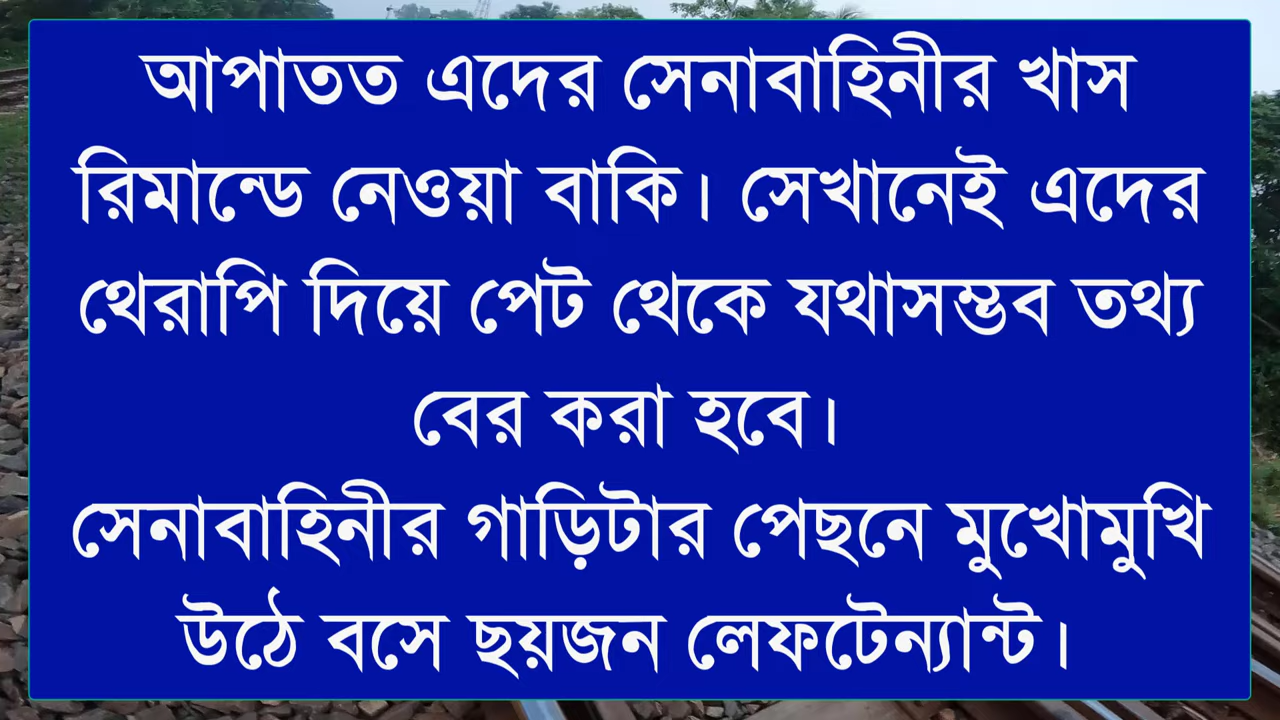 আপাতত এদের সেনাবাহিনীর খাস
রিমান্ডে নেওয়া বাকি। সেখানেই এদের
থেরাপি দিয়ে পেট থেকে যথাসম্ভব তথ্য
বের করা হবে।
সেনাবাহিনীর গাড়িটার পেছনে মুখোমুখি
উঠে বসে ছয়জন লেফটেন্যান্ট।